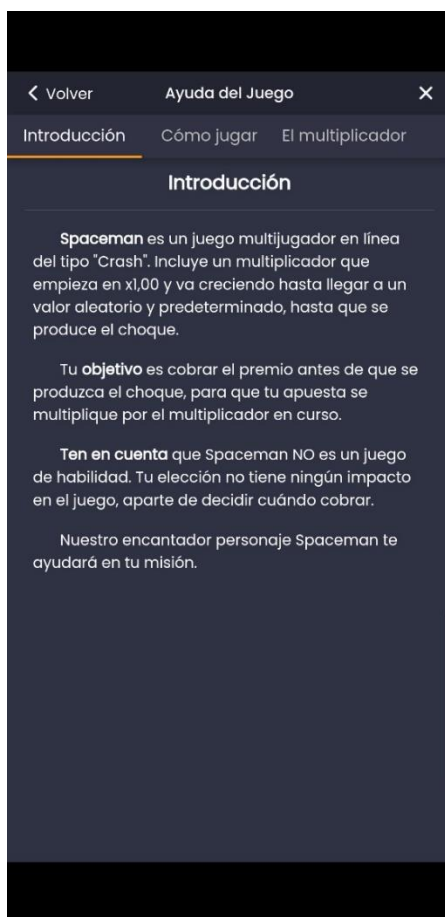 Volver
Ayuda del Juego
Introducción Cómo jugar El multiplicador
Introducción
Spaceman es un juego multijugador en línea
del tipo "Crash". Incluye un multiplicador que
empieza en x1,00 y va creciendo hasta llegar a un
valor aleatorio y predeterminado, hasta que se
produce el choque.
Tu objetivo es cobrar el premio antes de que se
produzca el choque, para que tu apuesta se
multiplique por el multiplicador en curso.
Ten en cuenta que Spaceman NO es un juego
de habilidad. Tu elección no tiene ningún impacto
en el juego, aparte de decidir cuándo cobrar.
Nuestro encantador personaje Spaceman te
ayudará en tu misión.